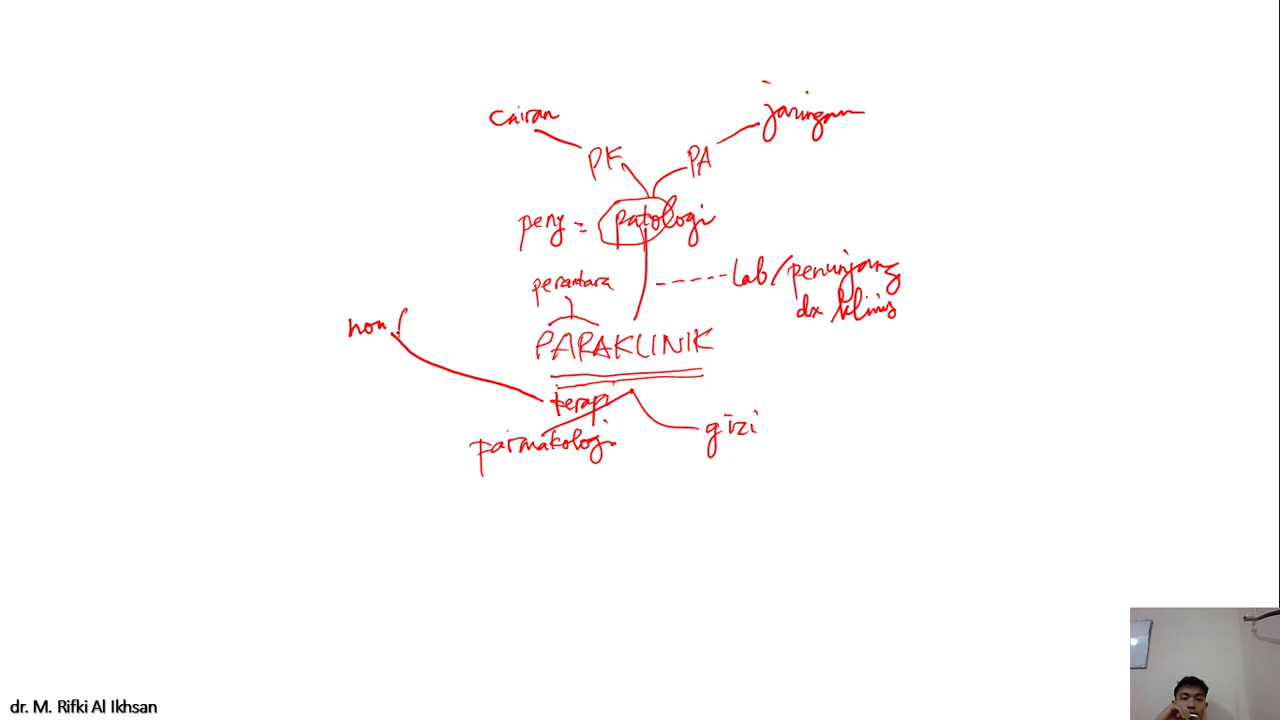 cairan
jaringan
PK
PA
peny = patologi
lab/penunjang
dx klinis
perantara
non f
PARAKLINIK
terapi
farmakologi
gizi
dr. M. Rifki Al Ikhsan